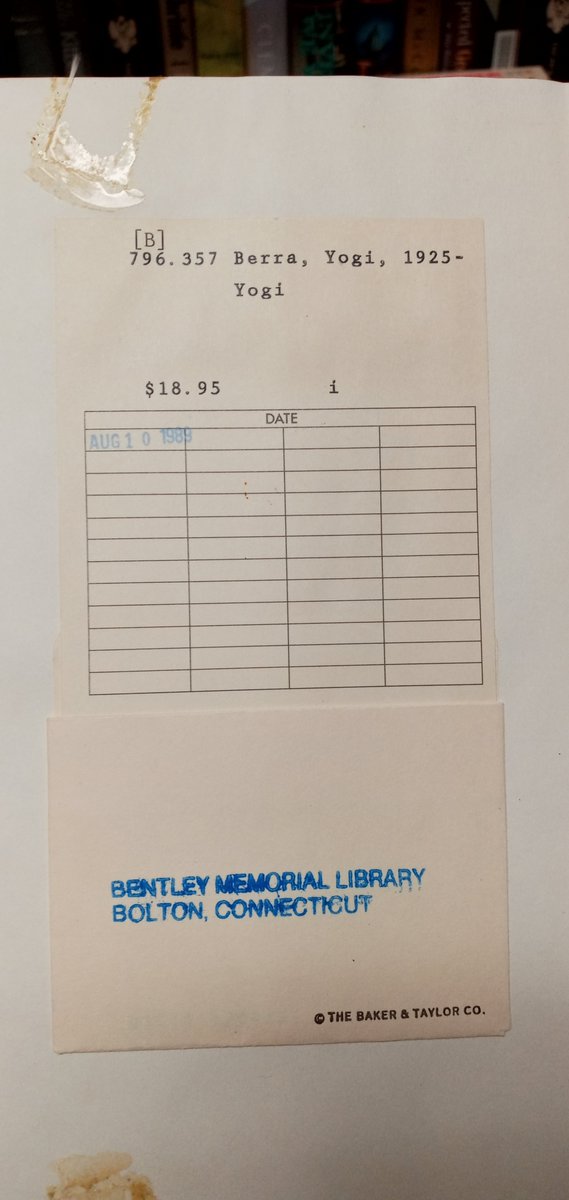 [B]
796.357 Berra, Yogi, 1925-
Yogi
$18.95 i
DATE
AUG 10 1989
BENTLEY MEMORIAL LIBRARY
BOLTON, CONNECTICUT
© THE BAKER & TAYLOR CO.